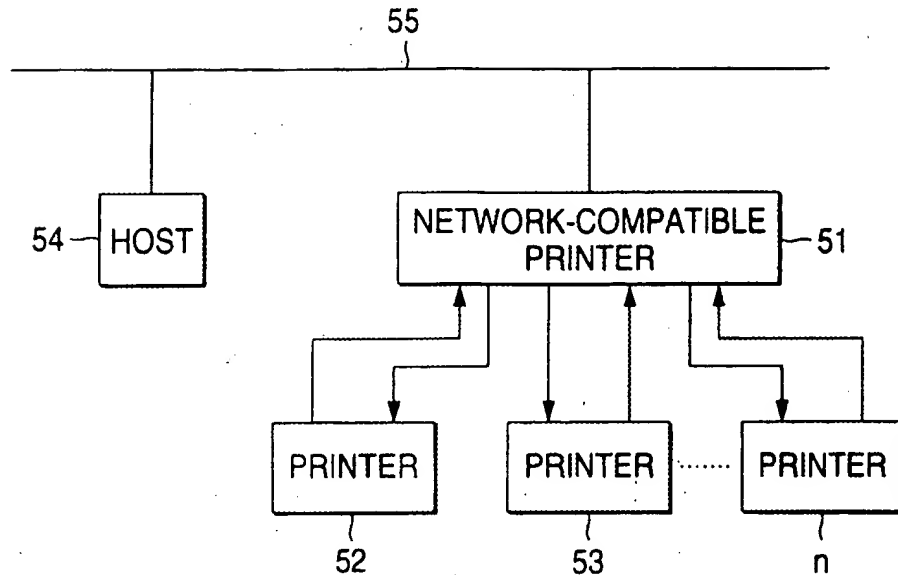 55
54
HOST
NETWORK-COMPATIBLE
PRINTER
51
PRINTER
PRINTER
PRINTER
52
53
n